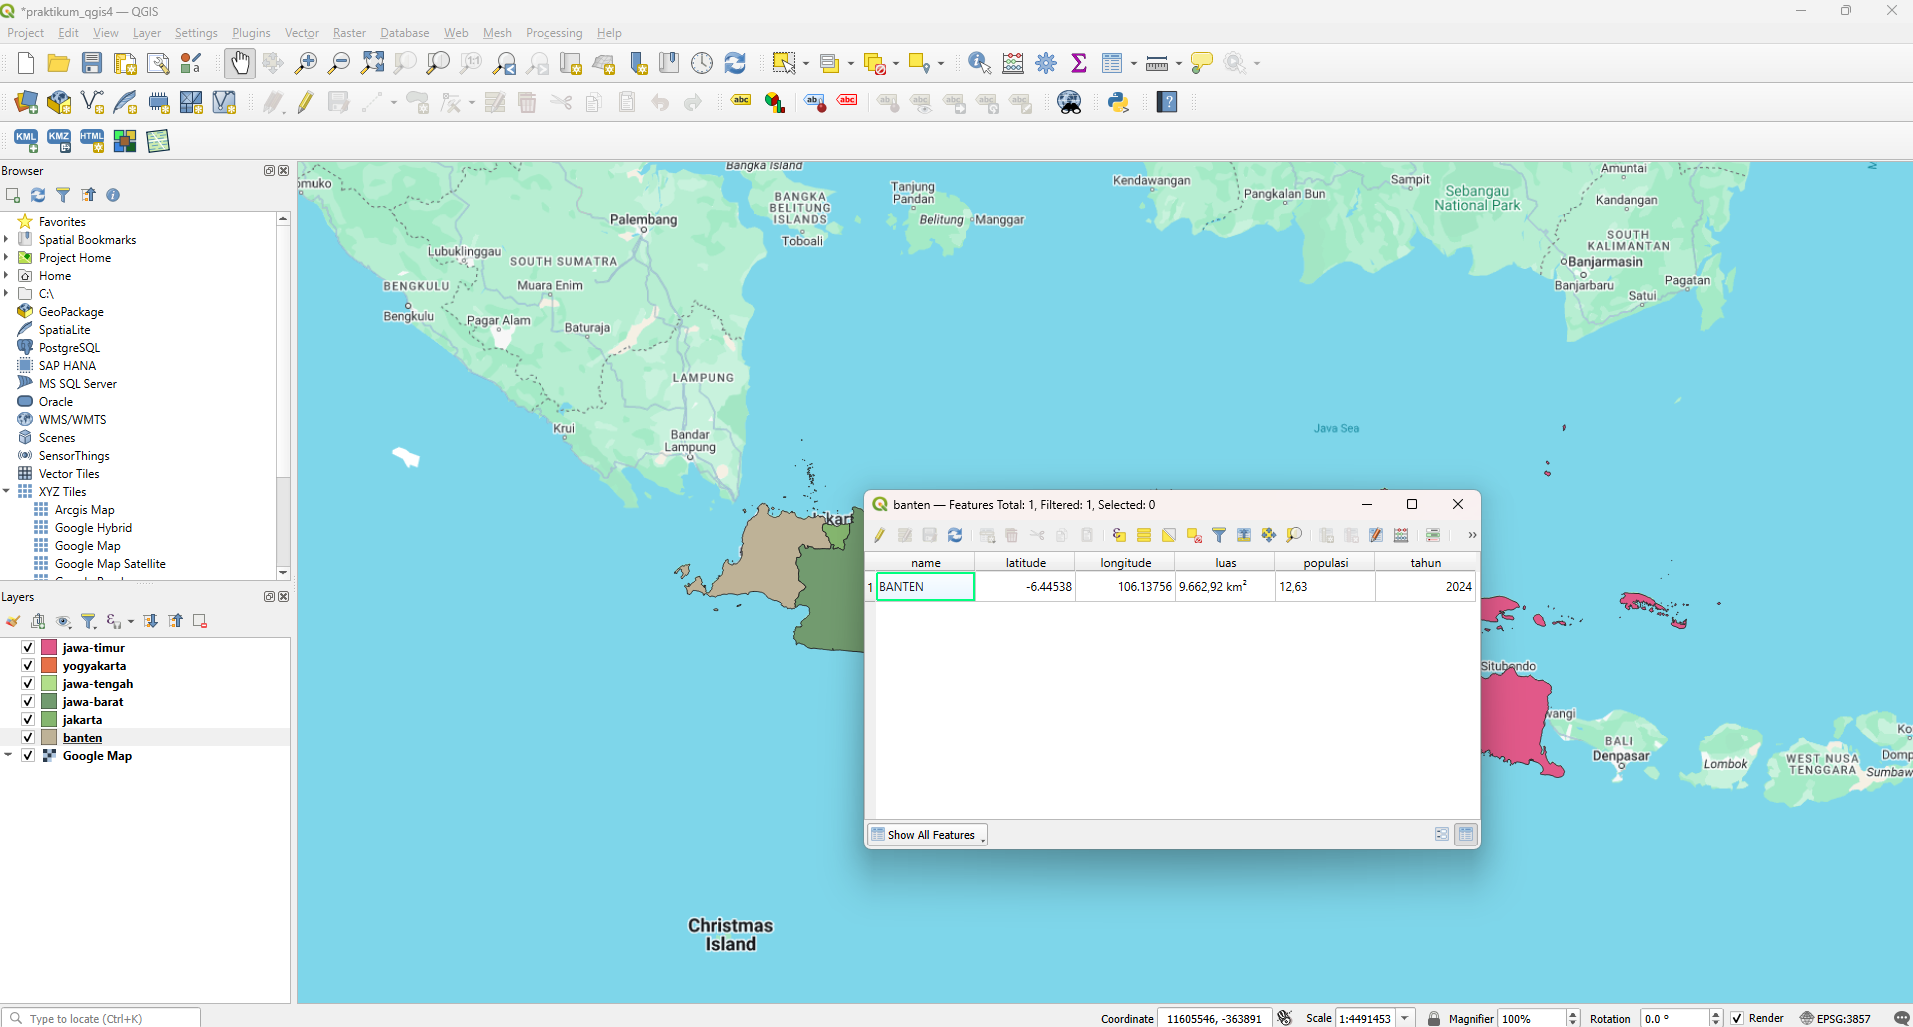 *praktikum_qgis4 — QGIS
Project Edit View Layer Settings Plugins Vector Raster Database Web Mesh Processing Help
Browser
Favorites
Spatial Bookmarks
Project Home
Home
C:\
GeoPackage
SpatiaLite
PostgreSQL
SAP HANA
MS SQL Server
Oracle
WMS/WMTS
Scenes
SensorThings
Vector Tiles
XYZ Tiles
Arcgis Map
Google Hybrid
Google Map
Google Map Satellite
Layers
jawa-timur
yogyakarta
jawa-tengah
jawa-barat
jakarta
banten
Google Map
Type to locate (Ctrl+K)
KML
KMZ
HTML
abc
abc
abc
Bangka Island
BANGKA
BELITUNG
ISLANDS
Toboali
Tanjung
Pandan
Belitung
Manggar
Palembang
Lubuklinggau
SOUTH SUMATRA
BENGKULU
Muara Enim
Bengkulu
Pagar Alam
Baturaja
LAMPUNG
Krui
Bandar
Lampung
Kendawangan
Pangkalan Bun
Sampit
Sebangau
National Park
Amuntai
Kandangan
SOUTH
KALIMANTAN
Banjarmasin
Banjarbaru
Pagatan
Satui
Java Sea
Situbondo
BALI
Denpasar
Lombok
WEST NUSA
TENGGARA
Christmas
Island
banten — Features Total: 1, Filtered: 1, Selected: 0
name latitude longitude luas populasi tahun
1 BANTEN -6.44538 106.13756 9.662,92 km² 12,63 2024
Show All Features
Coordinate 11605546, -363891 Scale 1:4491453 Magnifier 100% Rotation 0.0 ° Render EPSG:3857